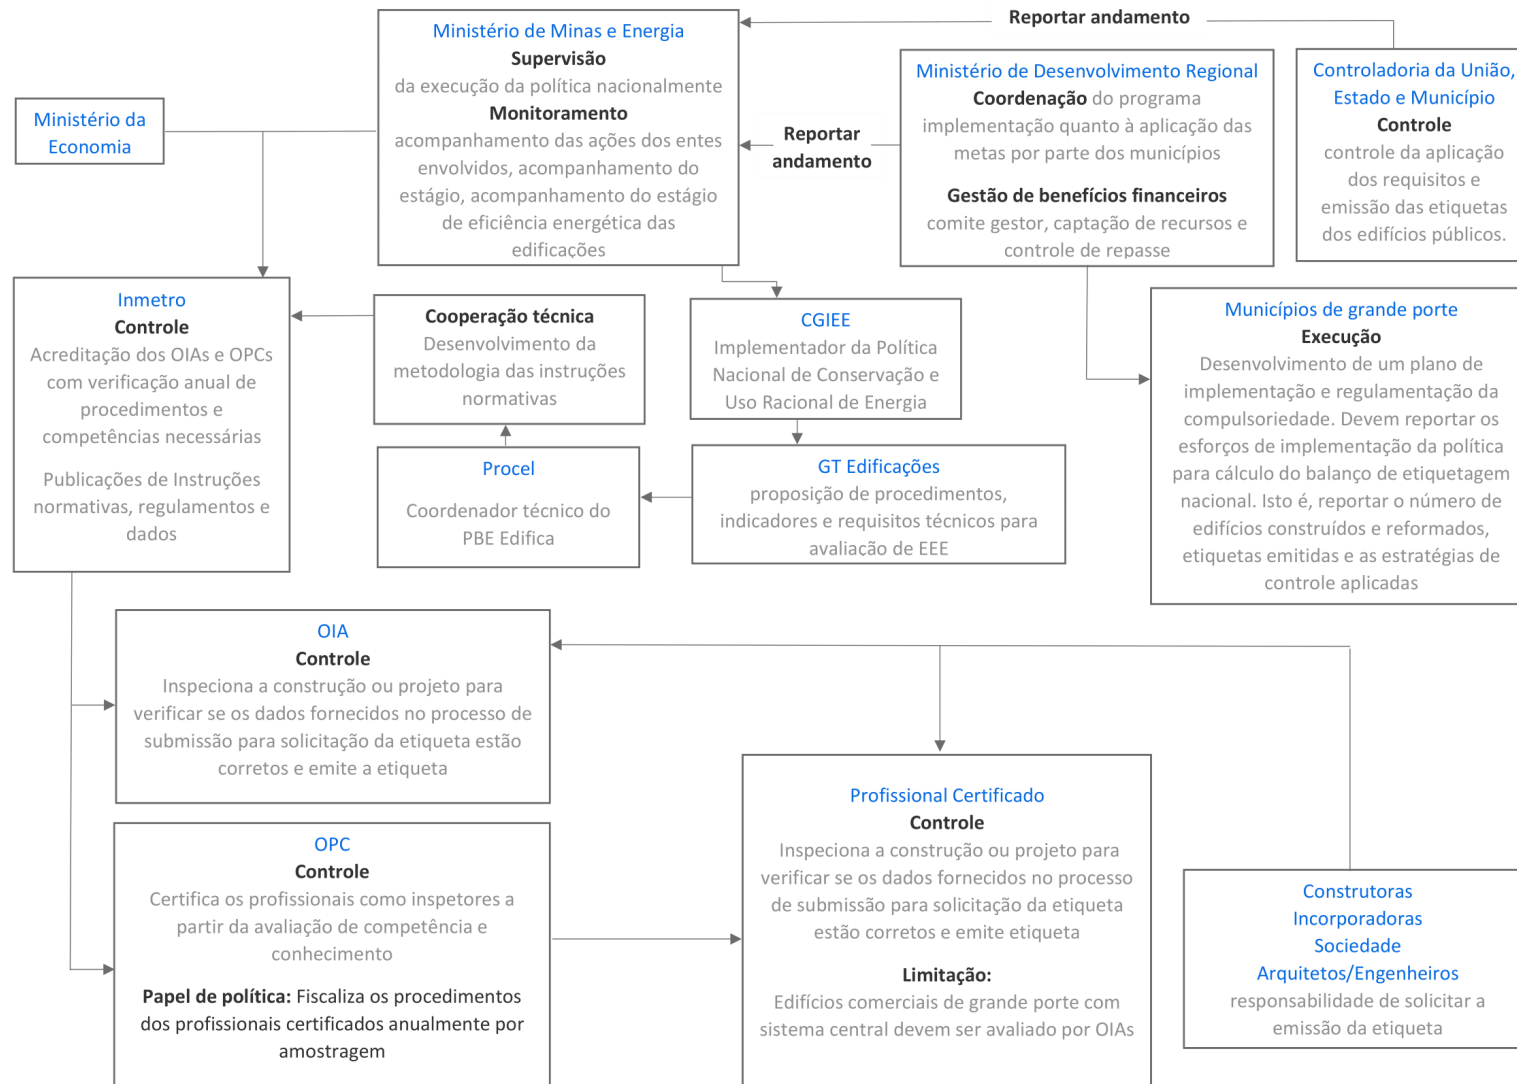 Reportar andamento
Ministério de Minas e Energia
Supervisão
da execução da política nacionalmente
Monitoramento
acompanhamento das ações dos entes
envolvidos, acompanhamento do
estágio, acompanhamento do estágio
de eficiência energética das
edificações
Ministério da
Economia
Reportar
andamento
Ministério de Desenvolvimento Regional
Coordenação do programa
implementação quanto à aplicação das
metas por parte dos municípios
Gestão de benefícios financeiros
comite gestor, captação de recursos e
controle de repasse
Controladoria da União,
Estado e Município
Controle
controle da aplicação
dos requisitos e
emissão das etiquetas
dos edifícios públicos.
Inmetro
Controle
Acreditação dos OIAs e OPCs
com verificação anual de
procedimentos e
competências necessárias
Publicações de Instruções
normativas, regulamentos e
dados
Cooperação técnica
Desenvolvimento da
metodologia das instruções
normativas
CGIEE
Implementador da Política
Nacional de Conservação e
Uso Racional de Energia
Municípios de grande porte
Execução
Desenvolvimento de um plano de
implementação e regulamentação da
compulsoriedade. Devem reportar os
esforços de implementação da política
para cálculo do balanço de etiquetagem
nacional. Isto é, reportar o número de
edifícios construídos e reformados,
etiquetas emitidas e as estratégias de
controle aplicadas
Procel
Coordenador técnico do
PBE Edifica
GT Edificações
proposição de procedimentos,
indicadores e requisitos técnicos para
avaliação de EEE
OIA
Controle
Inspeciona a construção ou projeto para
verificar se os dados fornecidos no processo de
submissão para solicitação da etiqueta estão
corretos e emite a etiqueta
OPC
Controle
Certifica os profissionais como inspetores a
partir da avaliação de competência e
conhecimento
Papel de política: Fiscaliza os procedimentos
dos profissionais certificados anualmente por
amostragem
Profissional Certificado
Controle
Inspeciona a construção ou projeto para
verificar se os dados fornecidos no processo
de submissão para solicitação da etiqueta
estão corretos e emite etiqueta
Limitação:
Edifícios comerciais de grande porte com
sistema central devem ser avaliado por OIAs
Construtoras
Incorporadoras
Sociedade
Arquitetos/Engenheiros
responsabilidade de solicitar a
emissão da etiqueta